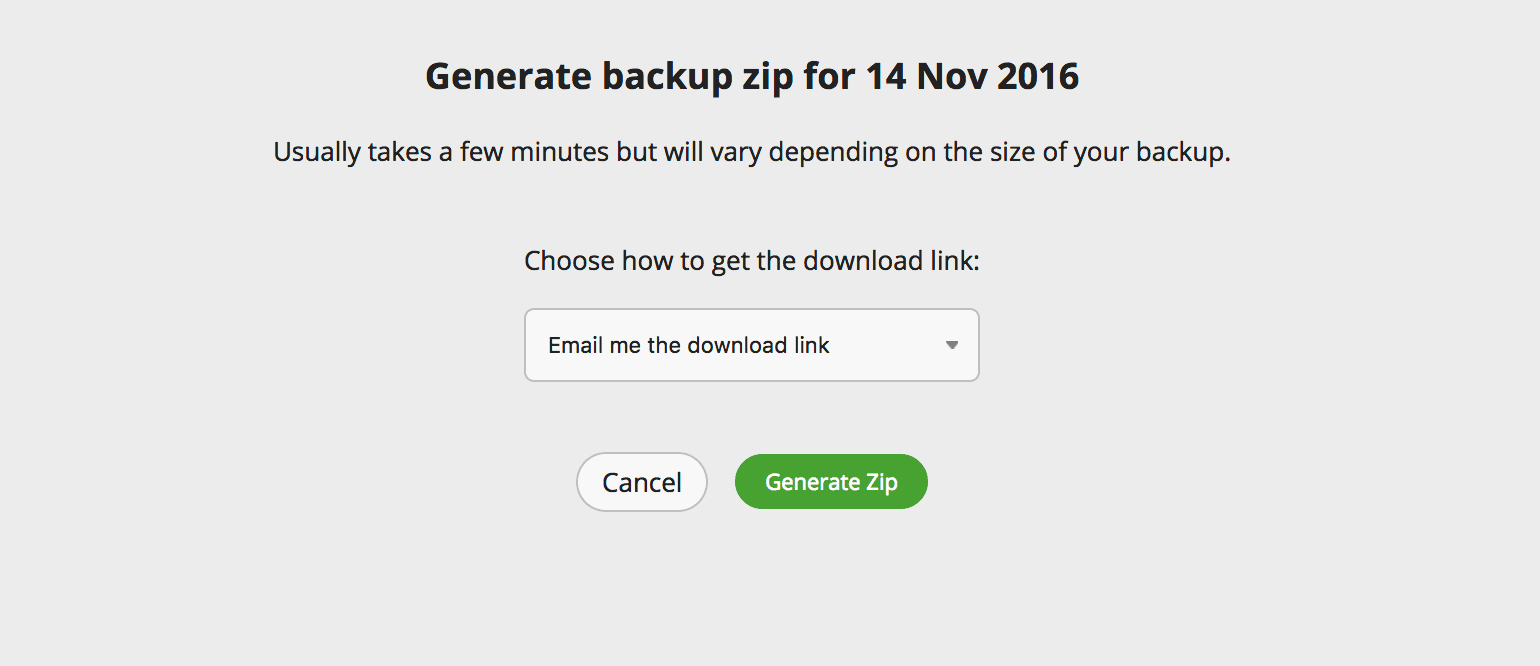 Generate backup zip for 14 Nov 2016
Usually takes a few minutes but will vary depending on the size of your backup.
Choose how to get the download link:
Email me the download link
Cancel
Generate Zip